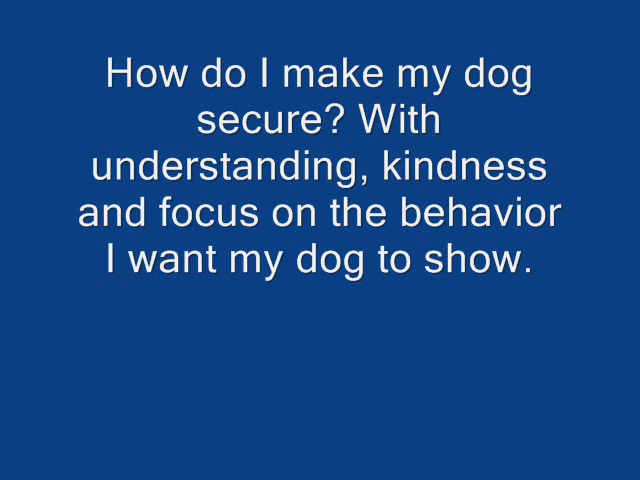 How do I make my dog
secure? With
understanding, kindness
and focus on the behavior
I want my dog to show.